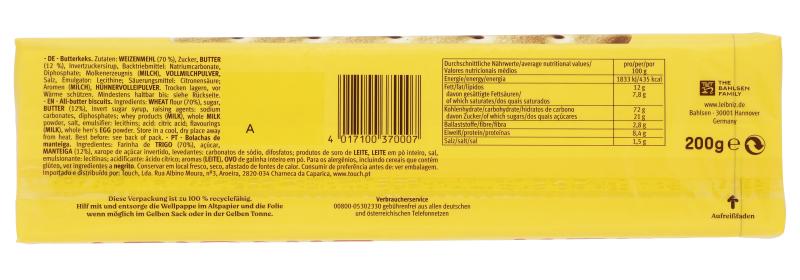 - DE - Butterkeks. Zutaten: WEIZENMEHL (70 %), Zucker, BUTTER
(12 %), Invertzuckersirup, Backtriebmittel: Natriumcarbonate,
Diphosphate; Molkenerzeugnis (MILCH), VOLLMILCHPULVER,
Salz, Emulgator: Lecithine; Säuerungsmittel: Citronensäure;
Aromen (MILCH), HÜHNERVOLLEIPULVER. Trocken lagern, vor
Wärme schützen. Mindestens haltbar bis: siehe Rückseite.
- EN - All-butter biscuits. Ingredients: WHEAT flour (70%), sugar,
BUTTER (12%), invert sugar syrup, raising agents: sodium
carbonates, diphosphates; whey products (MILK), whole MILK
powder, salt, emulsifier: lecithins; acid: citric acid; flavourings
(MILK), whole hen's EGG powder. Store in a cool, dry place away
from heat. Best before: see back of pack. - PT - Bolachas de
manteiga. Ingredientes: Farinha de TRIGO (70%), açúcar,
MANTEIGA (12%), xarope de açúcar invertido, levedantes: carbonatos de sódio, difosfatos; produtos de soro de LEITE, LEITE em pó inteiro, sal,
emulsionante: lecitinas; acidificante: ácido cítrico; aromas (LEITE), OVO de galinha inteiro em pó. Para os alergénios, incluindo cereais que contêm
glúten, ver ingredientes a negrito. Conservar em local fresco, seco, afastado de fontes de calor. Consumir de preferência antes de: ver embalagem.
Importado e distribuído por: Touch, Lda. Rua Albino Moura, nº3, Aroeira, 2820-034 Charneca da Caparica, www.touch.pt
A
4 017100 370007
Durchschnittliche Nährwerte/average nutritional values/
Valores nutricionais médios
pro/per/por
100 g
Energie/energy/energia 1833 kJ/435 kcal
Fett/fat/lípidos 12 g
davon gesättigte Fettsäuren/ 7,8 g
of which saturates/dos quais saturados
Kohlenhydrate/carbohydrate/hidratos de carbono 72 g
davon Zucker/of which sugars/dos quais açúcares 21 g
Ballaststoffe/fibre/fibra 2,8 g
Eiweiß/protein/proteínas 8,4 g
Salz/salt/sal 1,5 g
THE
BAHLSEN
FAMILY
www.leibniz.de
Bahlsen - 30001 Hannover
Germany
200g e
Diese Verpackung ist zu 100 % recyclefähig.
Hilf mit und entsorge die Wellpappe im Altpapier und die Folie
wenn möglich im Gelben Sack oder in der Gelben Tonne.
Verbraucherservice
00800-05302330 gebührenfrei aus allen deutschen
und österreichischen Telefonnetzen
Aufreißfaden